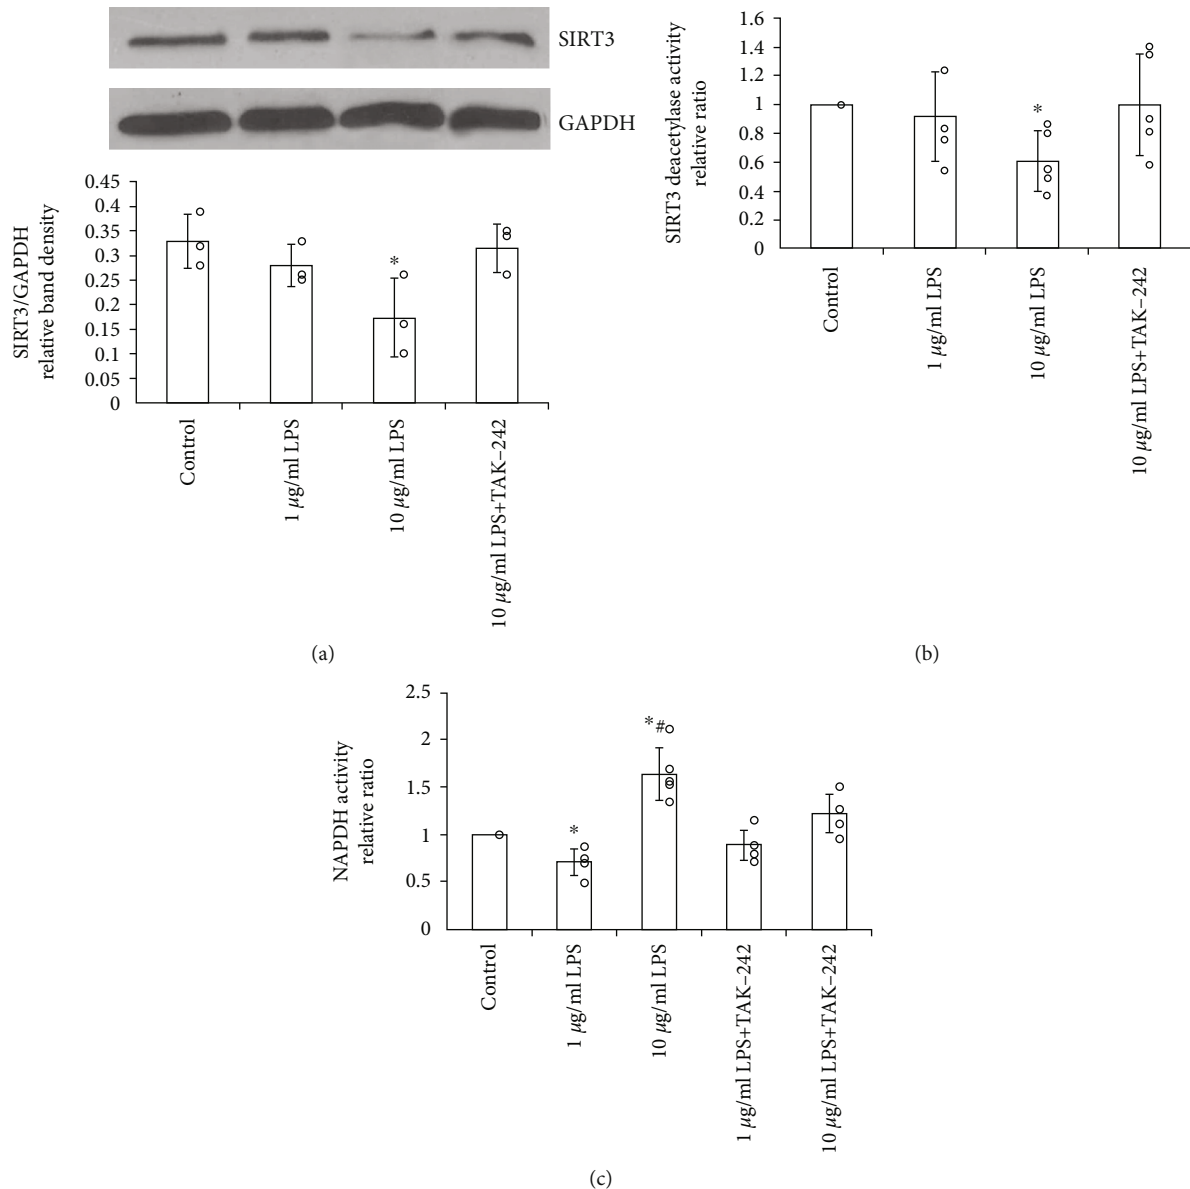 SIRT3
GAPDH
SIRT3/GAPDH
relative band density
0.45
0.4
0.35
0.3
0.25
0.2
0.15
0.1
0.05
0
*
Control
1 µg/ml LPS
10 µg/ml LPS
10 µg/ml LPS+TAK−242
(a)
SIRT3 deacetylase activity
relative ratio
1.6
1.4
1.2
1
0.8
0.6
0.4
0.2
0
*
Control
1 µg/ml LPS
10 µg/ml LPS
10 µg/ml LPS+TAK−242
(b)
NAPDH activity
relative ratio
2.5
2
1.5
1
0.5
0
*
*#
Control
1 µg/ml LPS
10 µg/ml LPS
1 µg/ml LPS+TAK−242
10 µg/ml LPS+TAK−242
(c)